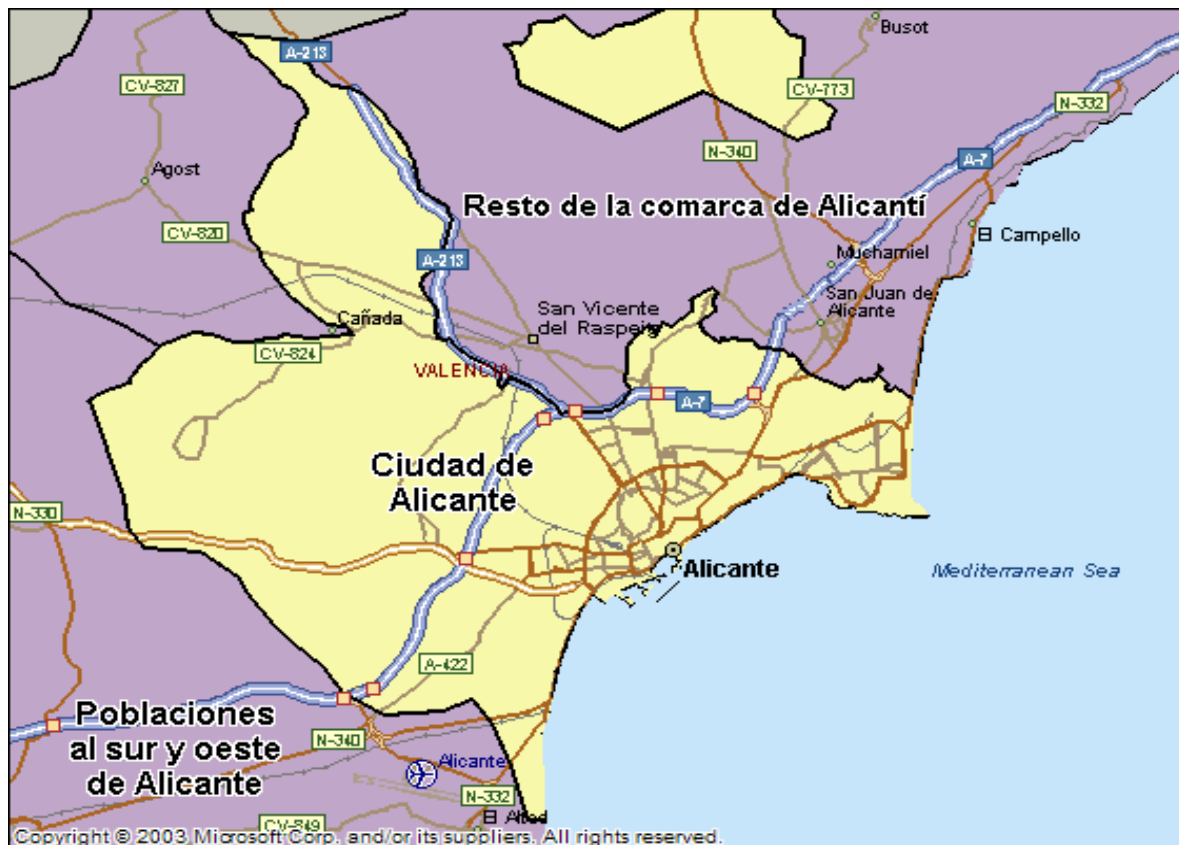 Busot
A-213
CV-827
CV-773
N-332
N-340
A-7
Agost
Resto de la comarca de Alicantí
CV-820
El Campello
A-213
Muchamiel
San Juan de
Alicante
San Vicente
del Raspeig
Cañada
CV-824
VALENCIA
A-7
Ciudad de
Alicante
N-330
Alicante
Mediterranean Sea
A-422
Poblaciones
al sur y oeste
de Alicante
N-340
Alicante
N-332
CV-849
Copyright © 2003 Microsoft Corp. and/or its suppliers. All rights reserved.